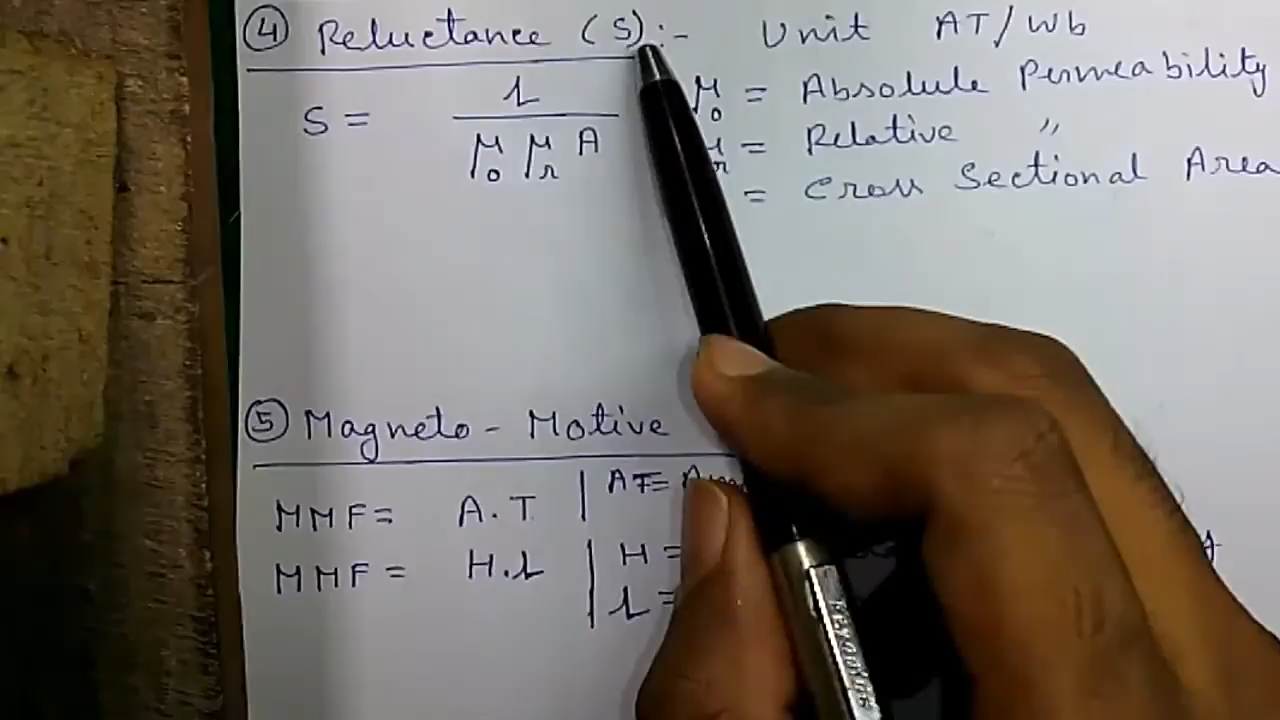 ④ Reluctance (S):- Unit AT/Wb
S = L / μ₀ μr A
μ₀ = Absolute Permeability
μr = Relative "
= Cross Sectional Area
⑤ Magneto - Motive
MMF = A.T | AT =
MMF = H.L | H =
L =